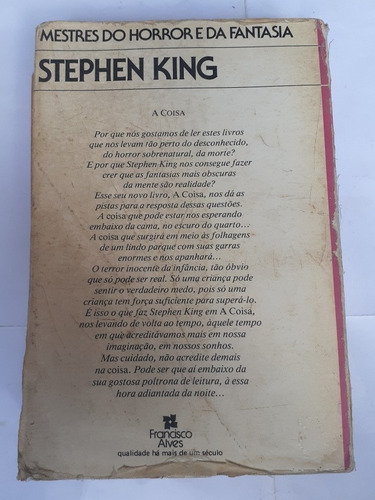 MESTRES DO HORROR E DA FANTASIA
STEPHEN KING
A COISA
Por que nós gostamos de ler estes livros
que nos levam tão perto do desconhecido,
do horror sobrenatural, da morte?
E por que Stephen King nos consegue fazer
crer que as fantasias mais obscuras
da mente são realidade?
Esse seu novo livro, A Coisa, nos dá as
pistas para a resposta dessas questões.
A coisa que pode estar nos esperando
embaixo da cama, no escuro do quarto...
A coisa que surgirá em meio às folhagens
de um lindo parque com suas garras
enormes e nos apanhará...
O terror inocente da infância, tão óbvio
que só pode ser real. Só uma criança pode
sentir o verdadeiro medo, pois só uma
criança tem força suficiente para superá-lo.
É isso o que faz Stephen King em A Coisa,
nos levando de volta ao tempo, àquele tempo
em que acreditávamos mais em nossa
imaginação, em nossos sonhos.
Mas cuidado, não acredite demais
na coisa. Pode ser que aí embaixo da
sua gostosa poltrona de leitura, à essa
hora adiantada da noite...
Francisco
Alves
qualidade há mais de um século